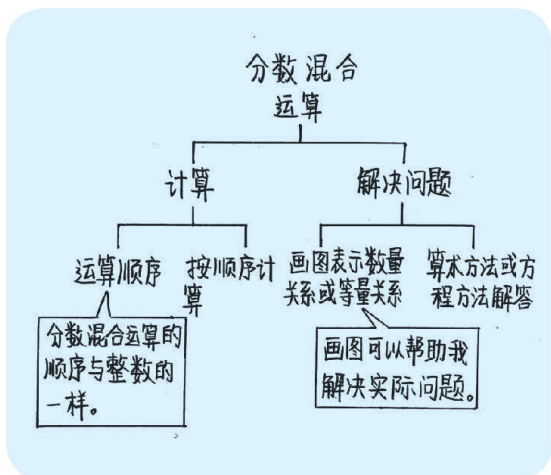 分数混合
运算
计算
解决问题
运算顺序
按顺序计
算
画图表示数量
关系或等量关系
算术方法或方
程方法解答
分数混合运算的
顺序与整数的
一样。
画图可以帮助我
解决实际问题。